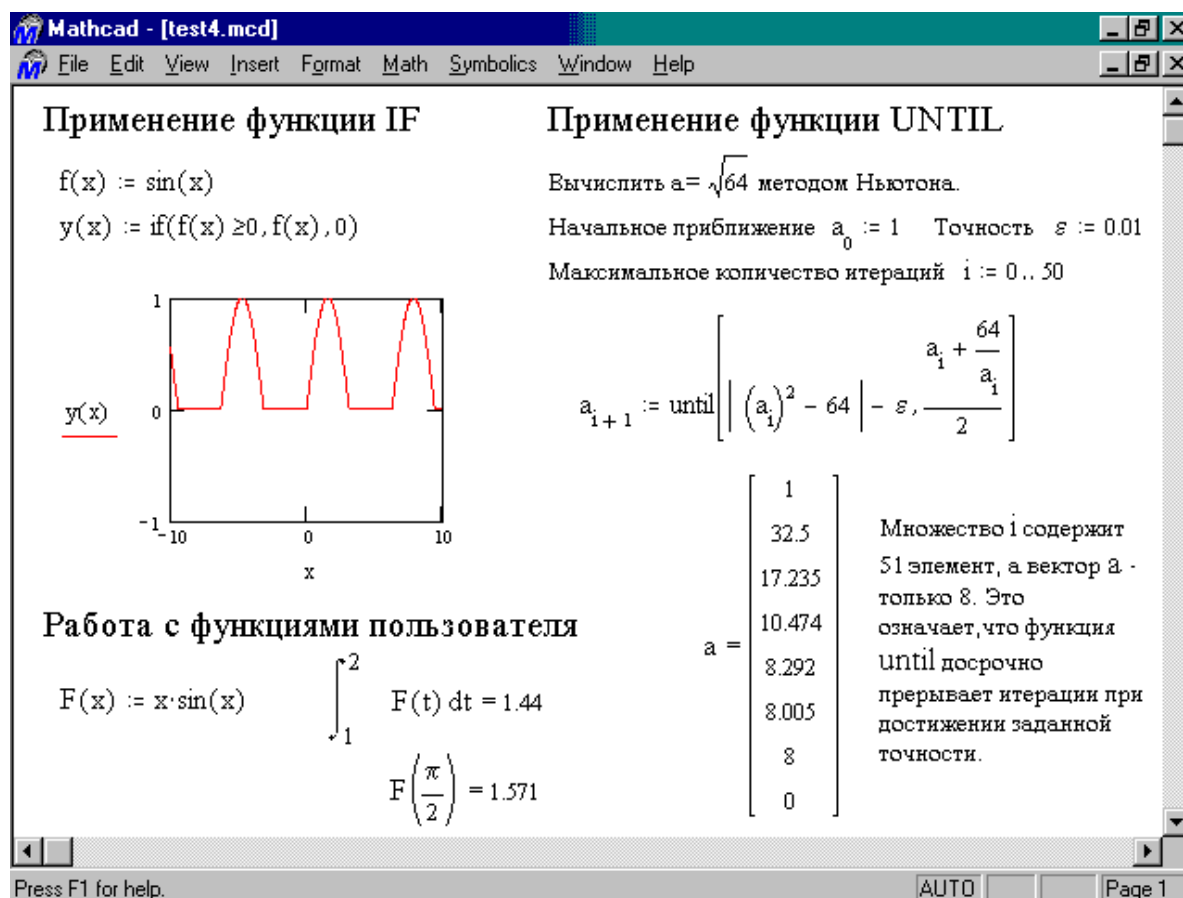 Mathcad - [test4.mcd]
File Edit View Insert Format Math Symbolics Window Help
Применение функции IF
f(x) := sin(x)
y(x) := if(f(x) ≥0, f(x), 0)
1
y(x)
0
-1
-10 0 10
x
Работа с функциями пользователя
F(x) := x·sin(x)
∫₁² F(t) dt = 1.44
F(π/2) = 1.571
Применение функции UNTIL
Вычислить a= √64 методом Ньютона.
Начальное приближение a₀ := 1 Точность ε := 0.01
Максимальное количество итераций i := 0.. 50
aᵢ₊₁ := until[ | (aᵢ)² − 64 | − ε, (aᵢ + 64/aᵢ)/2 ]
a =
1
32.5
17.235
10.474
8.292
8.005
8
0
Множество i содержит
51 элемент, а вектор a -
только 8. Это
означает,что функция
until досрочно
прерывает итерации при
достижении заданной
точности.
Press F1 for help. AUTO Page 1